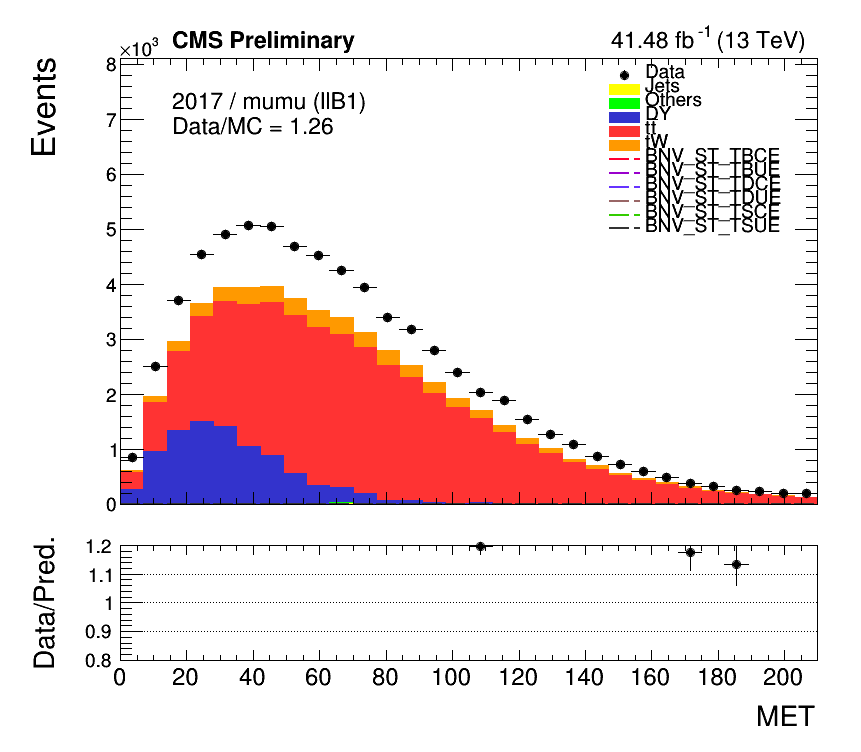 ×10³ CMS Preliminary 41.48 fb⁻¹ (13 TeV)
Events
8
7
6
5
4
3
2
1
0
2017 / mumu (llB1)
Data/MC = 1.26
Data
Jets
Others
DY
tt
tW
BNV_ST_TBCE
BNV_ST_TBUE
BNV_ST_TDCE
BNV_ST_TDUE
BNV_ST_TSCE
BNV_ST_TSUE
Data/Pred.
1.2
1.1
1
0.9
0.8
0 20 40 60 80 100 120 140 160 180 200
MET